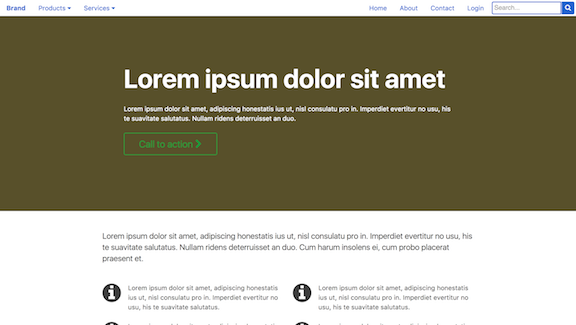 Brand Products Services Home About Contact Login Search...
Lorem ipsum dolor sit amet
Lorem ipsum dolor sit amet, adipiscing honestatis ius ut, nisl consulatu pro in. Imperdiet evertitur no usu, his
te suavitate salutatus. Nullam ridens deterruisset an duo.
Call to action
Lorem ipsum dolor sit amet, adipiscing honestatis ius ut, nisl consulatu pro in. Imperdiet evertitur no usu, his
te suavitate salutatus. Nullam ridens deterruisset an duo. Cum harum insolens ei, cum probo placerat
praesent et.
Lorem ipsum dolor sit amet, adipiscing honestatis
ius ut, nisl consulatu pro in. Imperdiet evertitur
no usu, his te suavitate salutatus.
Lorem ipsum dolor sit amet, adipiscing honestatis
ius ut, nisl consulatu pro in. Imperdiet evertitur
no usu, his te suavitate salutatus.